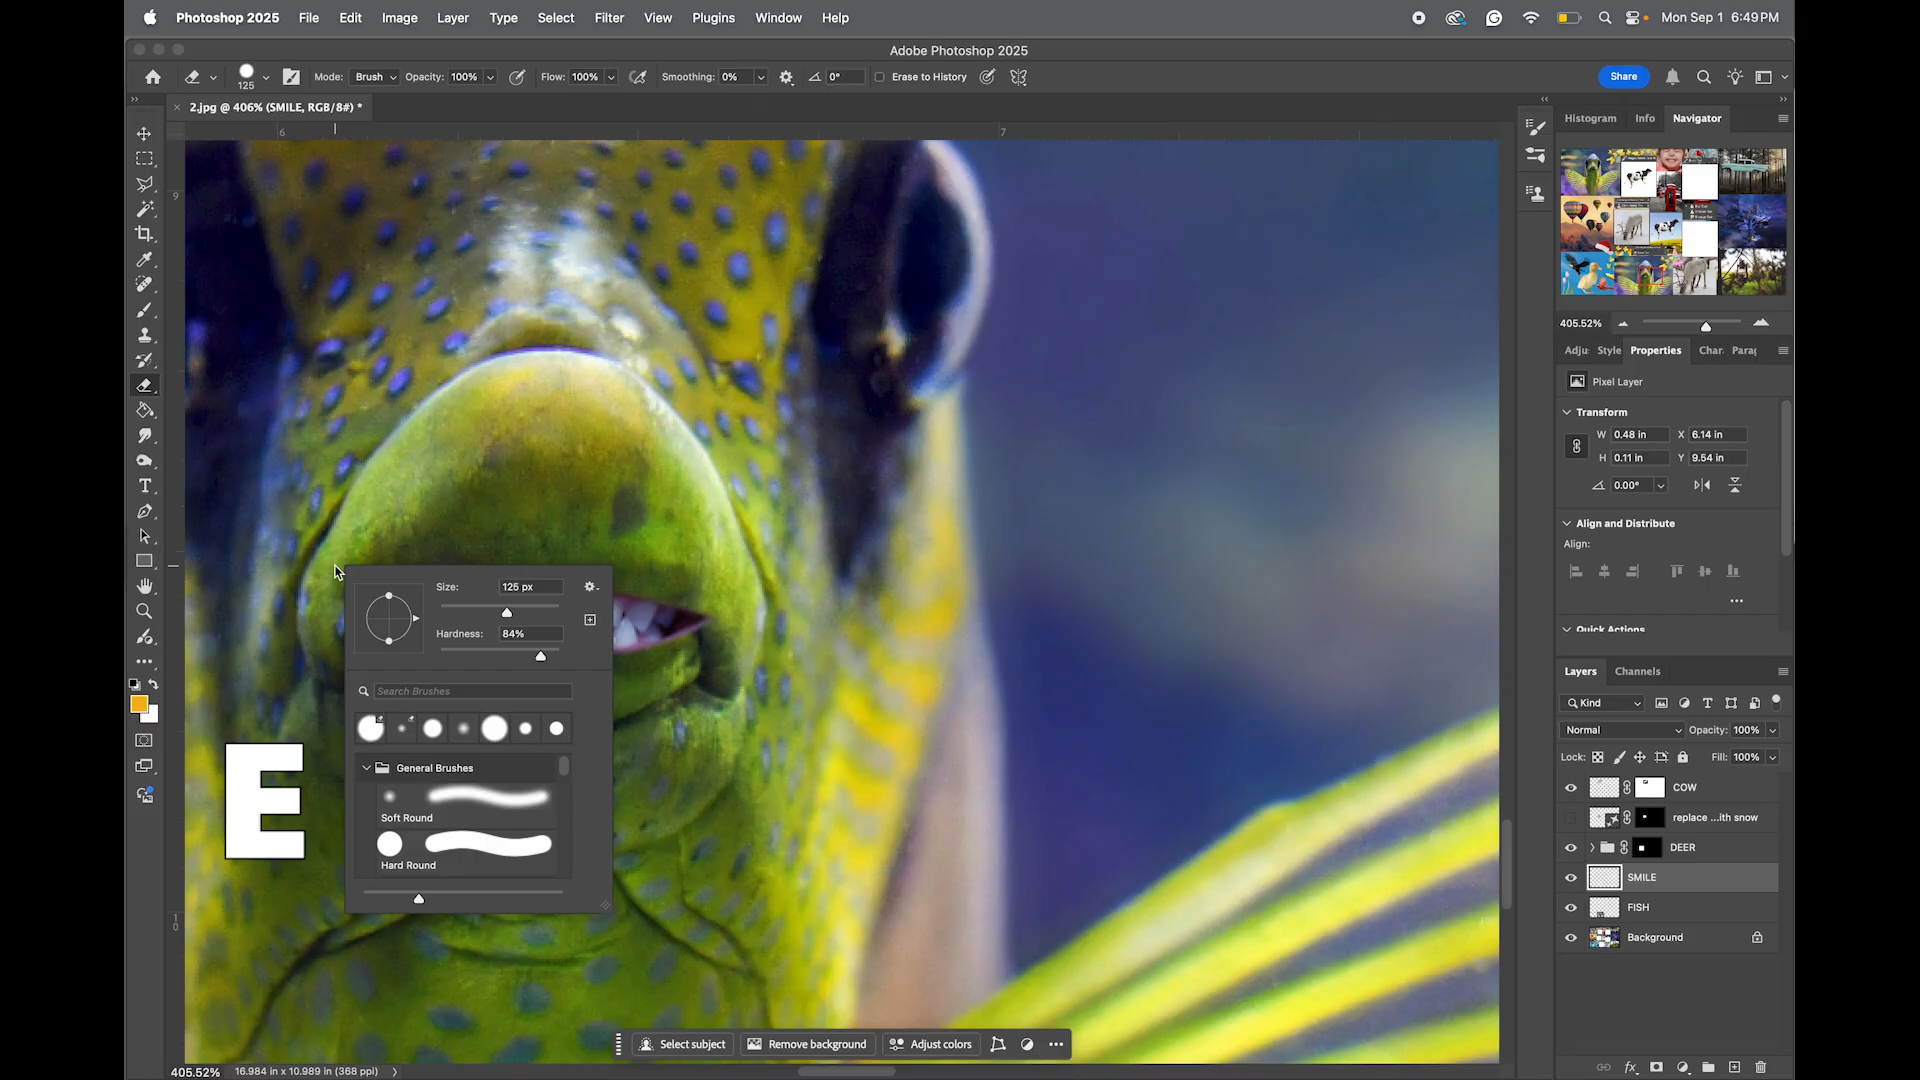 Photoshop 2025 File Edit Image Layer Type Select Filter View Plugins Window Help Mon Sep 1 6:49 PM
Adobe Photoshop 2025
125 Mode: Brush Opacity: 100% Flow: 100% Smoothing: 0% 0° Erase to History Share
2.jpg @ 406% (SMILE, RGB/8#) *
6 7
9
10
Histogram Info Navigator
405.52%
Adju Style Properties Char Parag
Pixel Layer
Transform
W 0.48 in X 6.14 in
H 0.11 in Y 9.54 in
0.00°
Align and Distribute
Align:
Quick Actions
Layers Channels
Kind
Normal Opacity: 100%
Lock: Fill: 100%
COW
replace ...ith snow
DEER
SMILE
FISH
Background
Size: 125 px
Hardness: 84%
Search Brushes
General Brushes
Soft Round
Hard Round
E
Select subject Remove background Adjust colors
405.52% 16.984 in x 10.989 in (368 ppi)